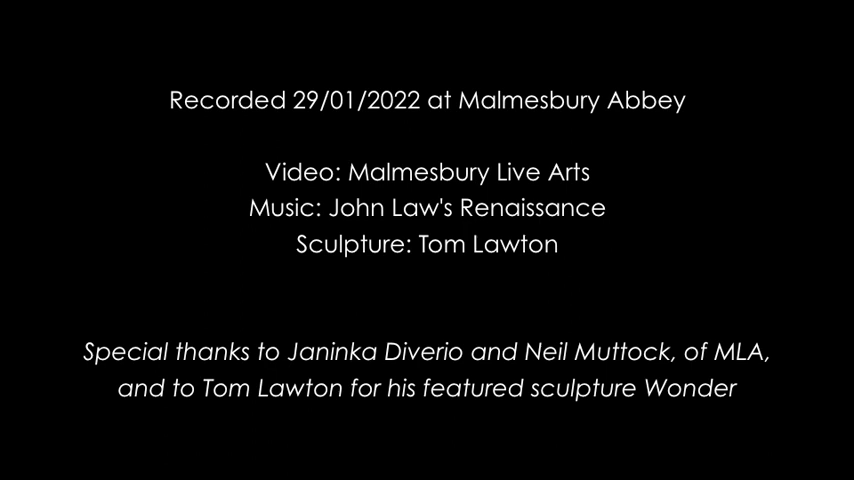 Recorded 29/01/2022 at Malmesbury Abbey
Video: Malmesbury Live Arts
Music: John Law's Renaissance
Sculpture: Tom Lawton
Special thanks to Janinka Diverio and Neil Muttock, of MLA,
and to Tom Lawton for his featured sculpture Wonder